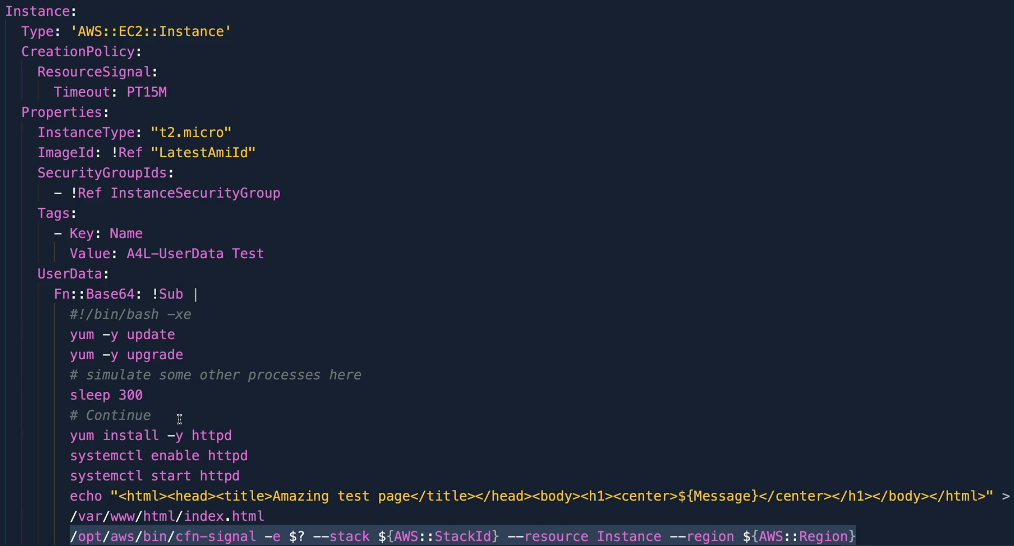 Instance:
Type: 'AWS::EC2::Instance'
CreationPolicy:
ResourceSignal:
Timeout: PT15M
Properties:
InstanceType: "t2.micro"
ImageId: !Ref "LatestAmiId"
SecurityGroupIds:
- !Ref InstanceSecurityGroup
Tags:
- Key: Name
Value: A4L-UserData Test
UserData:
Fn::Base64: !Sub |
#!/bin/bash -xe
yum -y update
yum -y upgrade
# simulate some other processes here
sleep 300
# Continue
yum install -y httpd
systemctl enable httpd
systemctl start httpd
echo "<html><head><title>Amazing test page</title></head><body><h1><center>${Message}</center></h1></body></html>" >
/var/www/html/index.html
/opt/aws/bin/cfn-signal -e $? --stack ${AWS::StackId} --resource Instance --region ${AWS::Region}